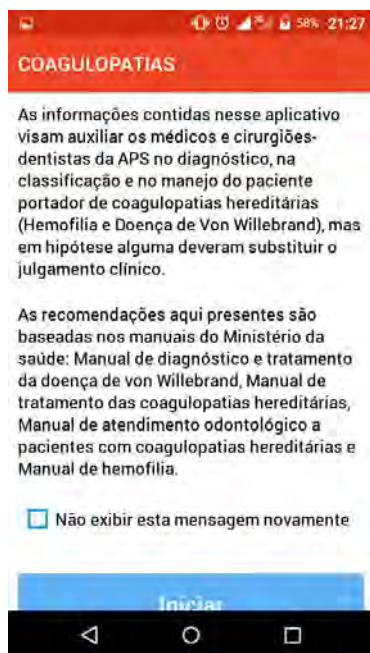 58% 21:27
COAGULOPATIAS
As informações contidas nesse aplicativo
visam auxiliar os médicos e cirurgiões-
dentistas da APS no diagnóstico, na
classificação e no manejo do paciente
portador de coagulopatias hereditárias
(Hemofilia e Doença de Von Willebrand), mas
em hipótese alguma deveram substituir o
julgamento clínico.
As recomendações aqui presentes são
baseadas nos manuais do Ministério da
saúde: Manual de diagnóstico e tratamento
da doença de von Willebrand, Manual de
tratamento das coagulopatias hereditárias,
Manual de atendimento odontológico a
pacientes com coagulopatias hereditárias e
Manual de hemofilia.
Não exibir esta mensagem novamente
Iniciar